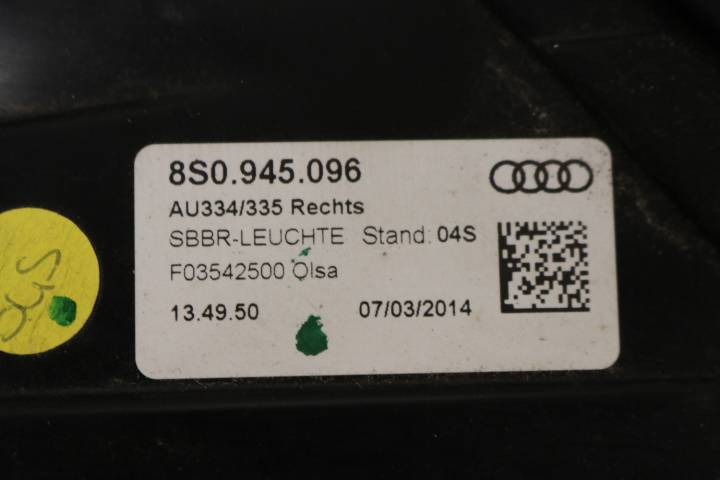 8S0.945.096
AU334/335 Rechts
SBBR-LEUCHTE Stand: 04S
F03542500 Olsa
13.49.50 07/03/2014